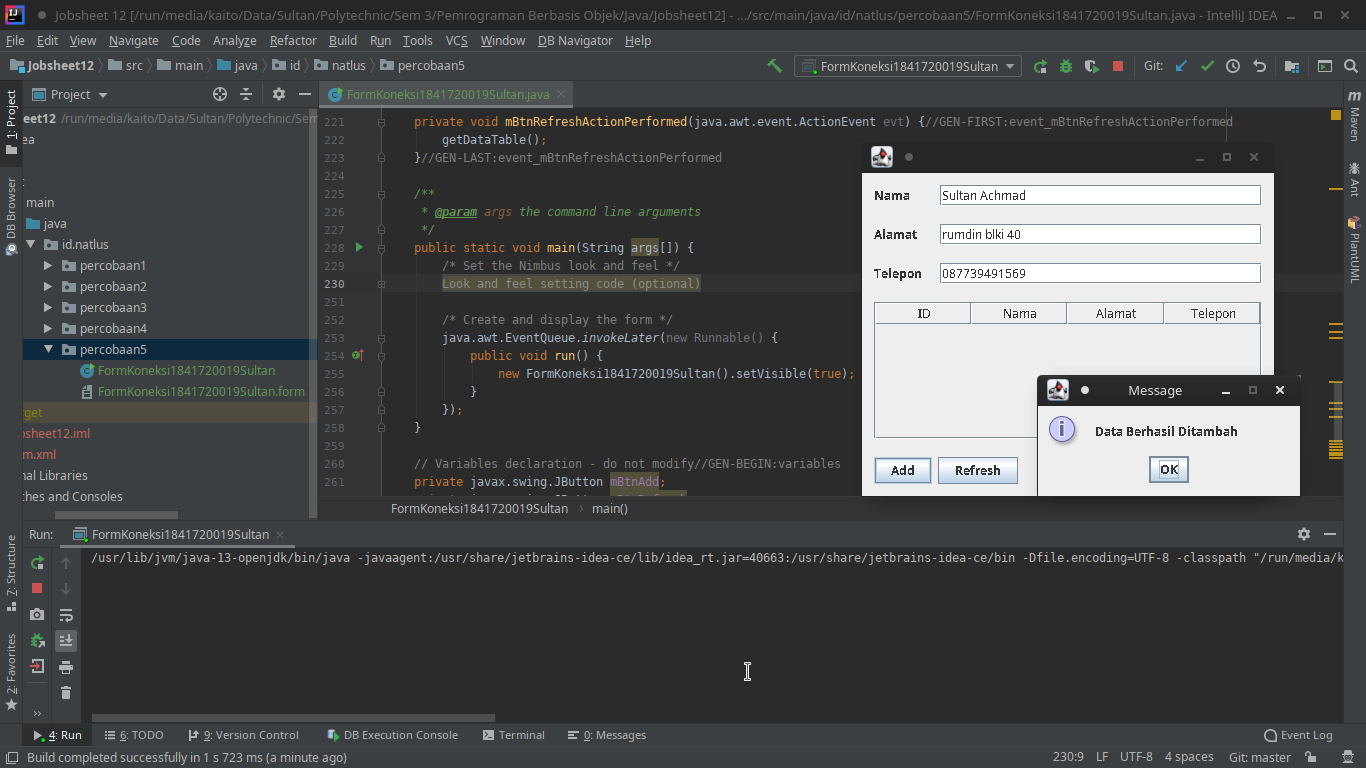 Jobsheet 12 [/run/media/kaito/Data/Sultan/Polytechnic/Sem 3/Pemrograman Berbasis Objek/Java/Jobsheet12] - .../src/main/java/id/natlus/percobaan5/FormKoneksi1841720019Sultan.java - IntelliJ IDEA
File Edit View Navigate Code Analyze Refactor Build Run Tools VCS Window DB Navigator Help
Jobsheet12 src main java id natlus percobaan5 FormKoneksi1841720019Sultan Git:
1: Project
DB Browser
Z: Structure
2: Favorites
Project
eet12 /run/media/kaito/Data/Sultan/Polytechnic/Sem
ea
main
java
id.natlus
percobaan1
percobaan2
percobaan3
percobaan4
percobaan5
FormKoneksi1841720019Sultan
FormKoneksi1841720019Sultan.form
rget
bsheet12.iml
m.xml
nal Libraries
ches and Consoles
FormKoneksi1841720019Sultan.java
221 private void mBtnRefreshActionPerformed(java.awt.event.ActionEvent evt) {//GEN-FIRST:event_mBtnRefreshActionPerformed
222 getDataTable();
223 }//GEN-LAST:event_mBtnRefreshActionPerformed
224
225 /**
226 * @param args the command line arguments
227 */
228 public static void main(String args[]) {
229 /* Set the Nimbus look and feel */
230 Look and feel setting code (optional)
251
252 /* Create and display the form */
253 java.awt.EventQueue.invokeLater(new Runnable() {
254 public void run() {
255 new FormKoneksi1841720019Sultan().setVisible(true);
256 }
257 });
258 }
259
260 // Variables declaration - do not modify//GEN-BEGIN:variables
261 private javax.swing.JButton mBtnAdd;
FormKoneksi1841720019Sultan main()
Maven
Ant
PlantUML
Nama Sultan Achmad
Alamat rumdin blki 40
Telepon 087739491569
ID Nama Alamat Telepon
Add Refresh
Message
Data Berhasil Ditambah
OK
Run: FormKoneksi1841720019Sultan
/usr/lib/jvm/java-13-openjdk/bin/java -javaagent:/usr/share/jetbrains-idea-ce/lib/idea_rt.jar=40663:/usr/share/jetbrains-idea-ce/bin -Dfile.encoding=UTF-8 -classpath "/run/media/k
4: Run 6: TODO 9: Version Control DB Execution Console Terminal 0: Messages Event Log
Build completed successfully in 1 s 723 ms (a minute ago) 230:9 LF UTF-8 4 spaces Git: master